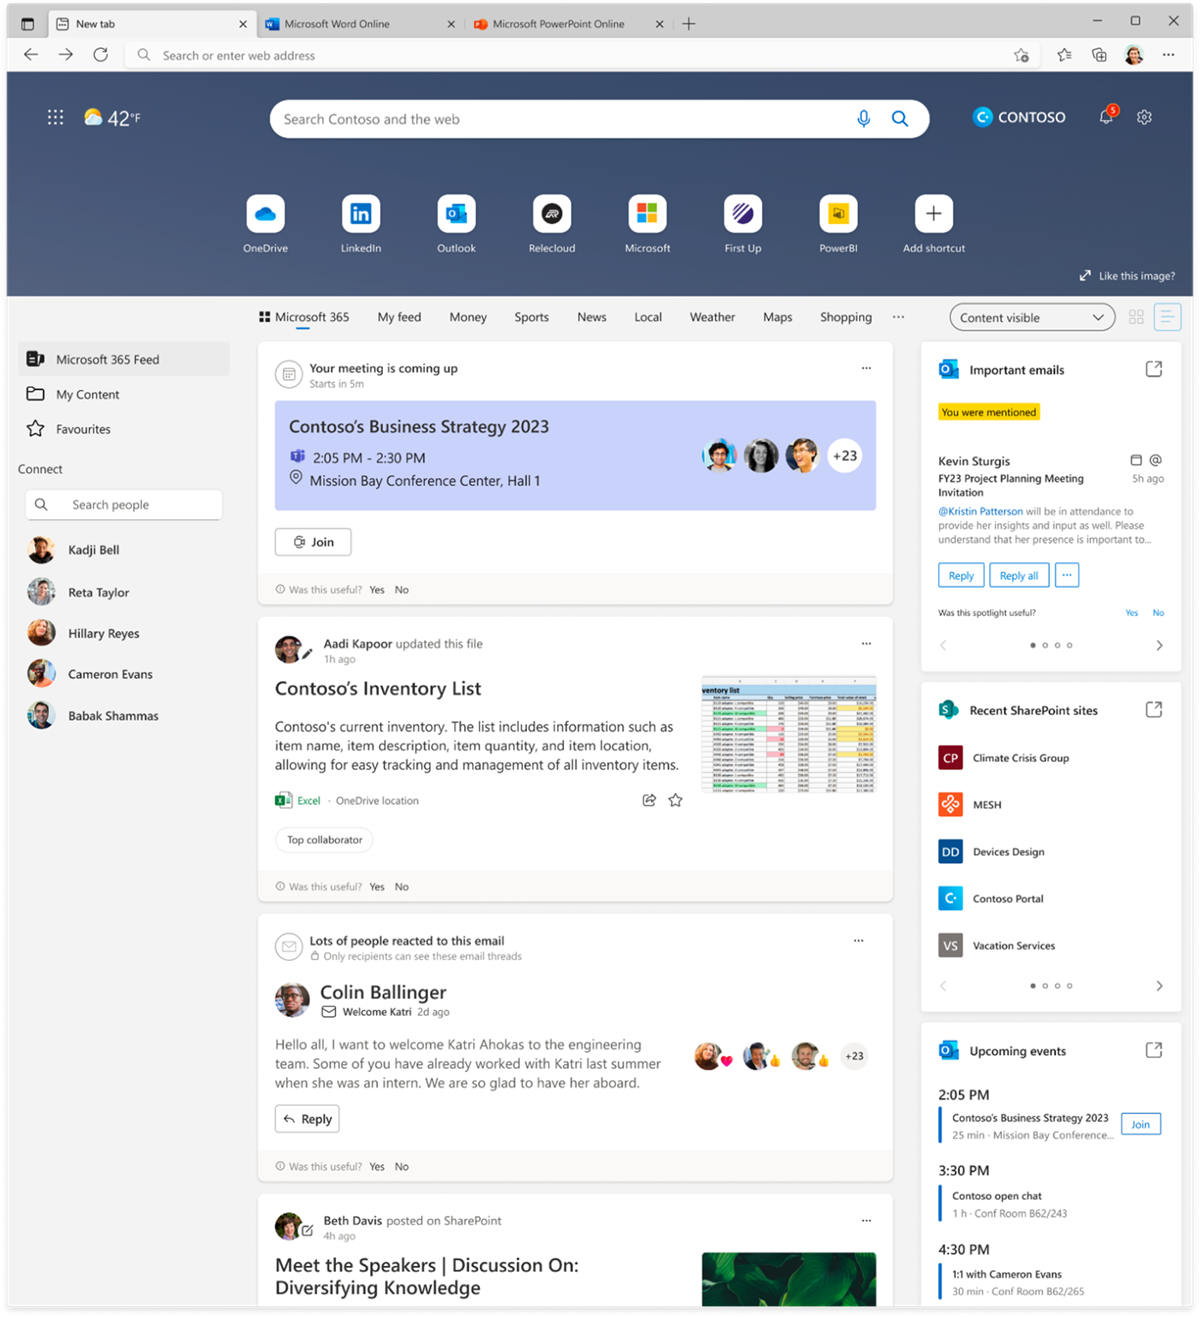 New tab
Microsoft Word Online
Microsoft PowerPoint Online
Search or enter web address
42°F
Search Contoso and the web
CONTOSO
5
OneDrive
LinkedIn
Outlook
Relecloud
Microsoft
First Up
PowerBI
Add shortcut
Like this image?
Microsoft 365
My feed
Money
Sports
News
Local
Weather
Maps
Shopping
Content visible
Microsoft 365 Feed
My Content
Favourites
Connect
Search people
Kadji Bell
Reta Taylor
Hillary Reyes
Cameron Evans
Babak Shammas
Your meeting is coming up
Starts in 5m
Contoso's Business Strategy 2023
2:05 PM - 2:30 PM
Mission Bay Conference Center, Hall 1
+23
Join
Was this useful? Yes No
Aadi Kapoor updated this file
1h ago
Contoso's Inventory List
Contoso's current inventory. The list includes information such as
item name, item description, item quantity, and item location,
allowing for easy tracking and management of all inventory items.
ventory list
Excel · OneDrive location
Top collaborator
Was this useful? Yes No
Lots of people reacted to this email
Only recipients can see these email threads
Colin Ballinger
Welcome Katri 2d ago
Hello all, I want to welcome Katri Ahokas to the engineering
team. Some of you have already worked with Katri last summer
when she was an intern. We are so glad to have her aboard.
+23
Reply
Was this useful? Yes No
Beth Davis posted on SharePoint
4h ago
Meet the Speakers | Discussion On:
Diversifying Knowledge
Important emails
You were mentioned
Kevin Sturgis
FY23 Project Planning Meeting
Invitation
5h ago
@Kristin Patterson will be in attendance to
provide her insights and input as well. Please
understand that her presence is important to...
Reply
Reply all
Was this spotlight useful? Yes No
Recent SharePoint sites
CP
Climate Crisis Group
MESH
DD
Devices Design
Contoso Portal
VS
Vacation Services
Upcoming events
2:05 PM
Contoso's Business Strategy 2023
25 min · Mission Bay Conference...
Join
3:30 PM
Contoso open chat
1 h · Conf Room B62/243
4:30 PM
1:1 with Cameron Evans
30 min · Conf Room B62/265